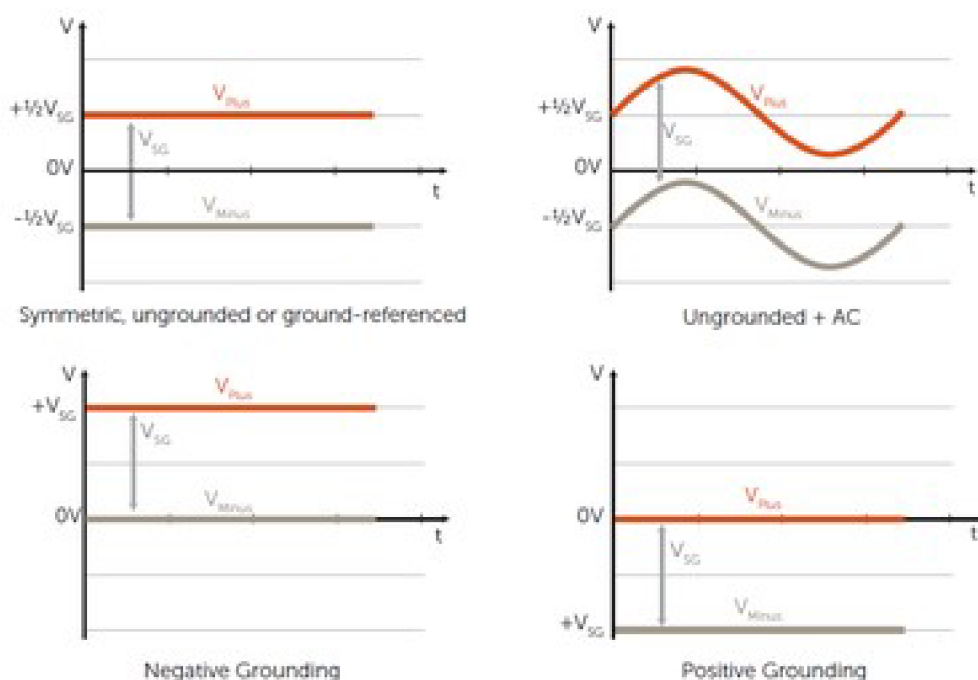 V
V_Plus
+½V_SG
V_SG
0V
t
V_Minus
-½V_SG
Symmetric, ungrounded or ground-referenced
V
V_Plus
+½V_SG
V_SG
0V
t
V_Minus
-½V_SG
Ungrounded + AC
V
V_Plus
+V_SG
V_SG
V_Minus
0V
t
Negative Grounding
V
V_Plus
0V
t
V_SG
V_Minus
+V_SG
Positive Grounding